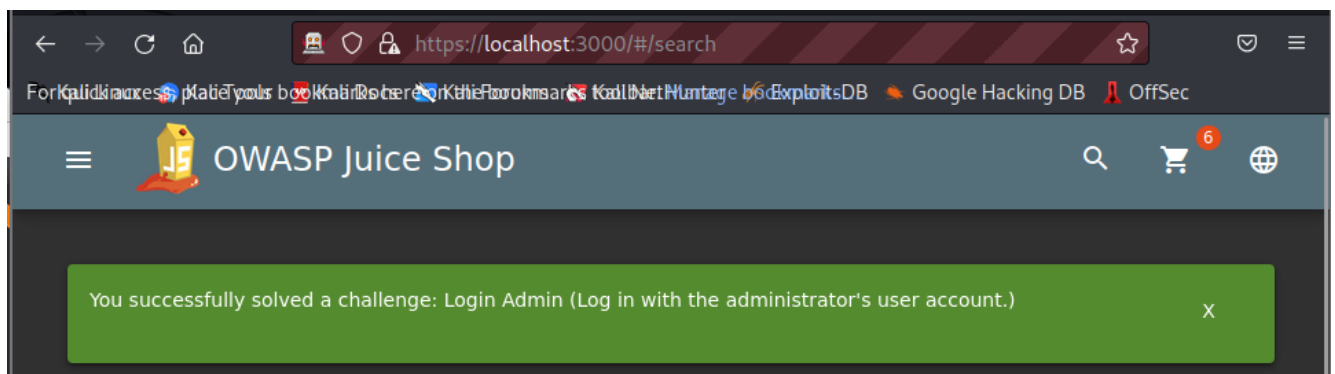 https://localhost:3000/#/search
Google Hacking DB OffSec
JS OWASP Juice Shop 6
You successfully solved a challenge: Login Admin (Log in with the administrator's user account.) X